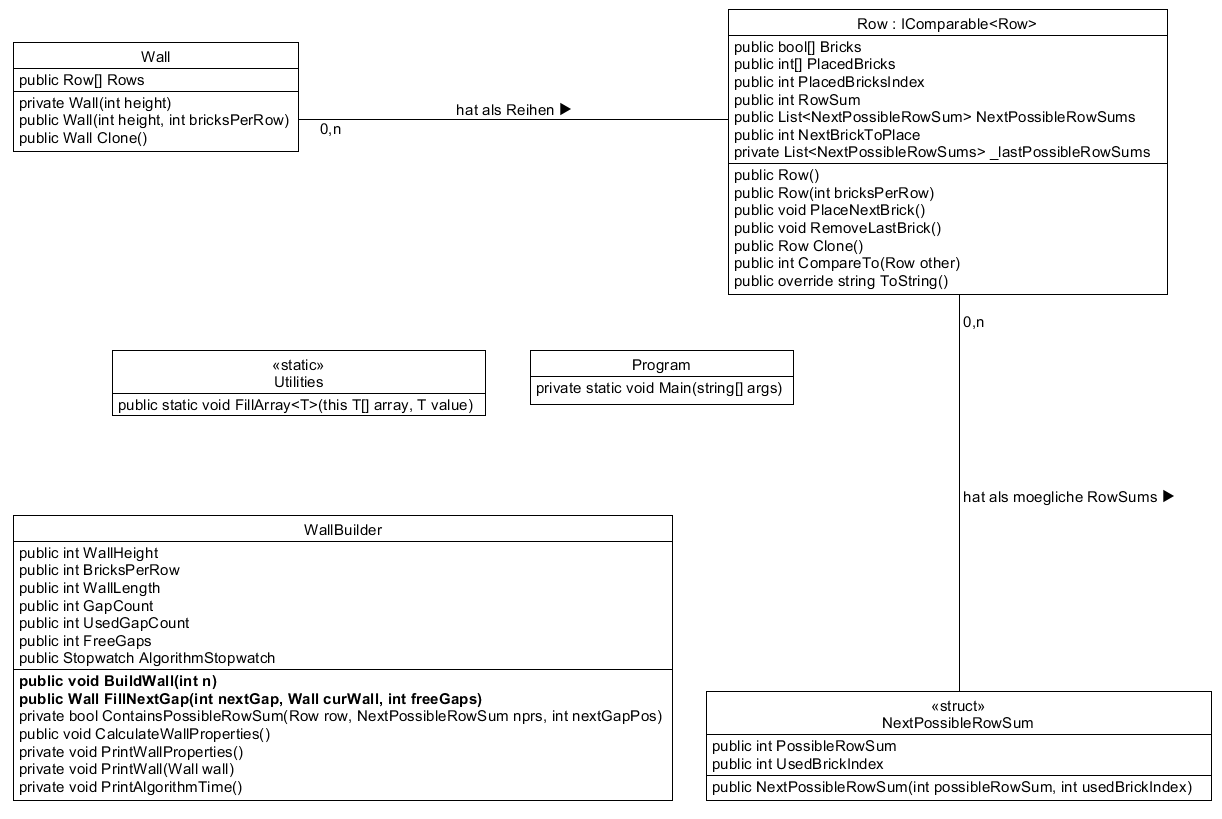 Wall
public Row[] Rows
private Wall(int height)
public Wall(int height, int bricksPerRow)
public Wall Clone()
hat als Reihen ▶
0,n
Row : IComparable<Row>
public bool[] Bricks
public int[] PlacedBricks
public int PlacedBricksIndex
public int RowSum
public List<NextPossibleRowSum> NextPossibleRowSums
public int NextBrickToPlace
private List<NextPossibleRowSums> _lastPossibleRowSums
public Row()
public Row(int bricksPerRow)
public void PlaceNextBrick()
public void RemoveLastBrick()
public Row Clone()
public int CompareTo(Row other)
public override string ToString()
0,n
hat als moegliche RowSums ▶
«static»
Utilities
public static void FillArray<T>(this T[] array, T value)
Program
private static void Main(string[] args)
WallBuilder
public int WallHeight
public int BricksPerRow
public int WallLength
public int GapCount
public int UsedGapCount
public int FreeGaps
public Stopwatch AlgorithmStopwatch
public void BuildWall(int n)
public Wall FillNextGap(int nextGap, Wall curWall, int freeGaps)
private bool ContainsPossibleRowSum(Row row, NextPossibleRowSum nprs, int nextGapPos)
public void CalculateWallProperties()
private void PrintWallProperties()
private void PrintWall(Wall wall)
private void PrintAlgorithmTime()
«struct»
NextPossibleRowSum
public int PossibleRowSum
public int UsedBrickIndex
public NextPossibleRowSum(int possibleRowSum, int usedBrickIndex)